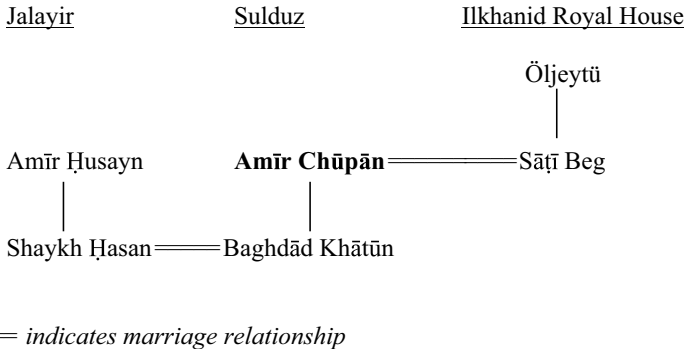 Jalayir Sulduz Ilkhanid Royal House
Öljeytü
Amīr Ḥusayn Amīr Chūpān Sāṭī Beg
Shaykh Ḥasan Baghdād Khātūn
= indicates marriage relationship